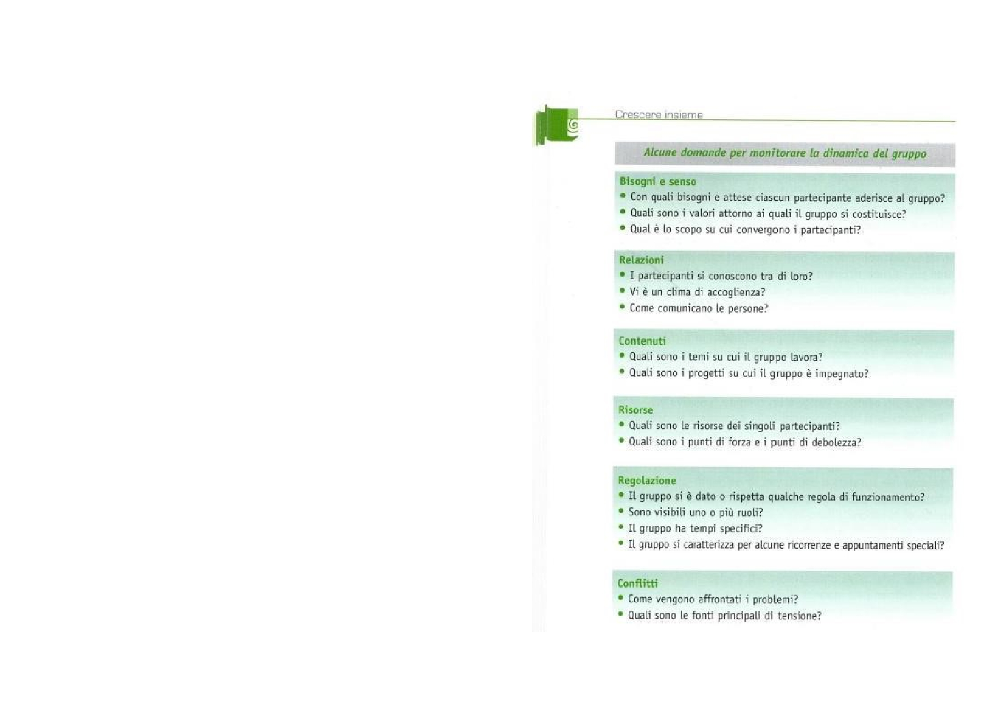 Crescere insieme
Alcune domande per monitorare la dinamica del gruppo
Bisogni e senso
• Con quali bisogni e attese ciascun partecipante aderisce al gruppo?
• Quali sono i valori attorno ai quali il gruppo si costituisce?
• Qual è lo scopo su cui convergono i partecipanti?
Relazioni
• I partecipanti si conoscono tra di loro?
• Vi è un clima di accoglienza?
• Come comunicano le persone?
Contenuti
• Quali sono i temi su cui il gruppo lavora?
• Quali sono i progetti su cui il gruppo è impegnato?
Risorse
• Quali sono le risorse dei singoli partecipanti?
• Quali sono i punti di forza e i punti di debolezza?
Regolazione
• Il gruppo si è dato o rispetta qualche regola di funzionamento?
• Sono visibili uno o più ruoli?
• Il gruppo ha tempi specifici?
• Il gruppo si caratterizza per alcune ricorrenze e appuntamenti speciali?
Conflitti
• Come vengono affrontati i problemi?
• Quali sono le fonti principali di tensione?